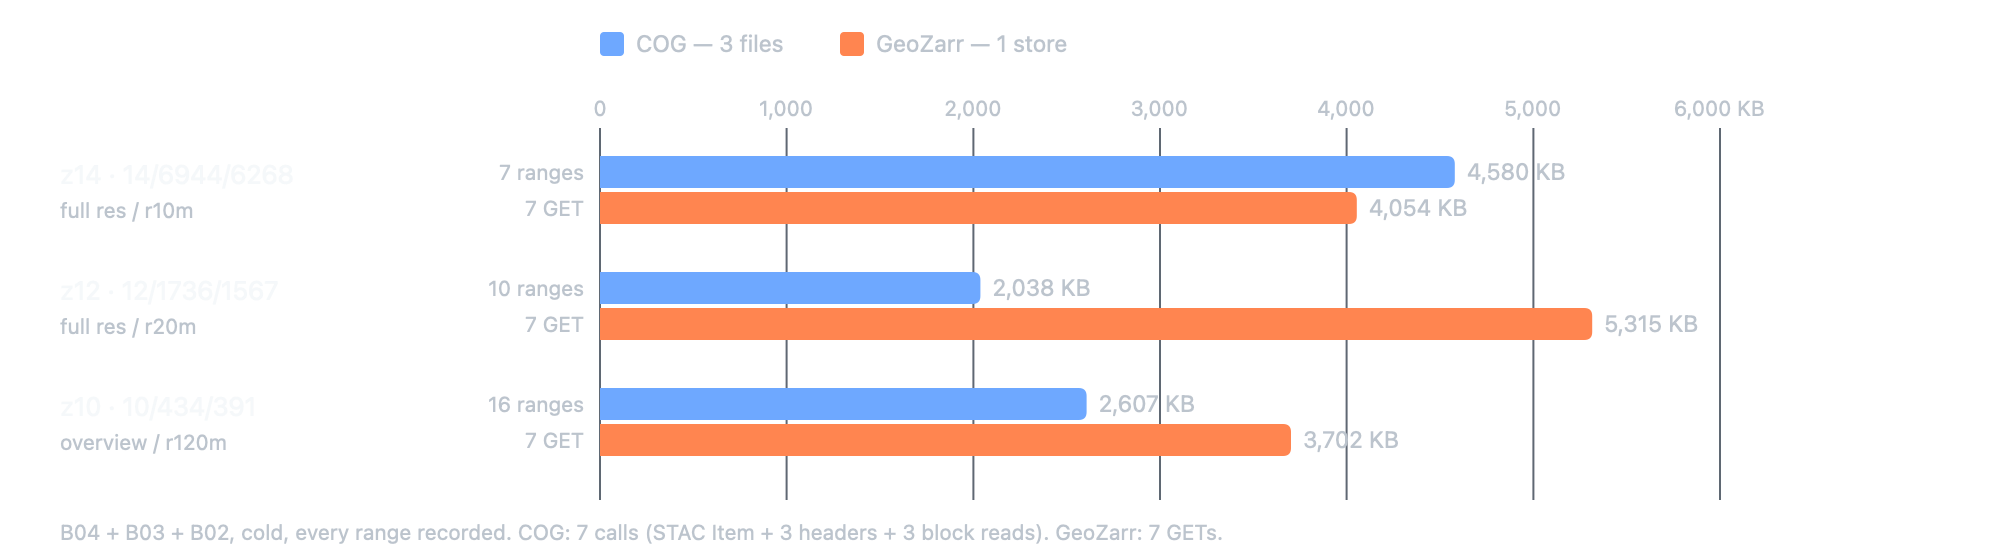 COG — 3 files GeoZarr — 1 store
0 1,000 2,000 3,000 4,000 5,000 6,000 KB
z14 · 14/6944/6268
full res / r10m
7 ranges 4,580 KB
7 GET 4,054 KB
z12 · 12/1736/1567
full res / r20m
10 ranges 2,038 KB
7 GET 5,315 KB
z10 · 10/434/391
overview / r120m
16 ranges 2,607 KB
7 GET 3,702 KB
B04 + B03 + B02, cold, every range recorded. COG: 7 calls (STAC Item + 3 headers + 3 block reads). GeoZarr: 7 GETs.